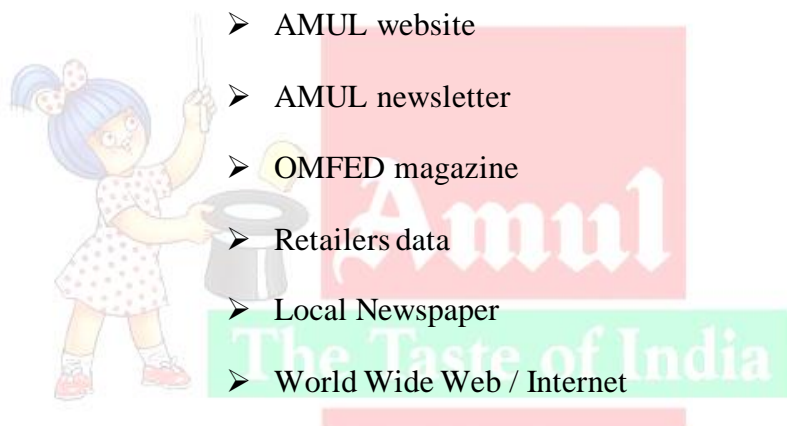 ➢ AMUL website
➢ AMUL newsletter
➢ OMFED magazine
➢ Retailers data
Amul
➢ Local Newspaper
The Taste of India
➢ World Wide Web / Internet